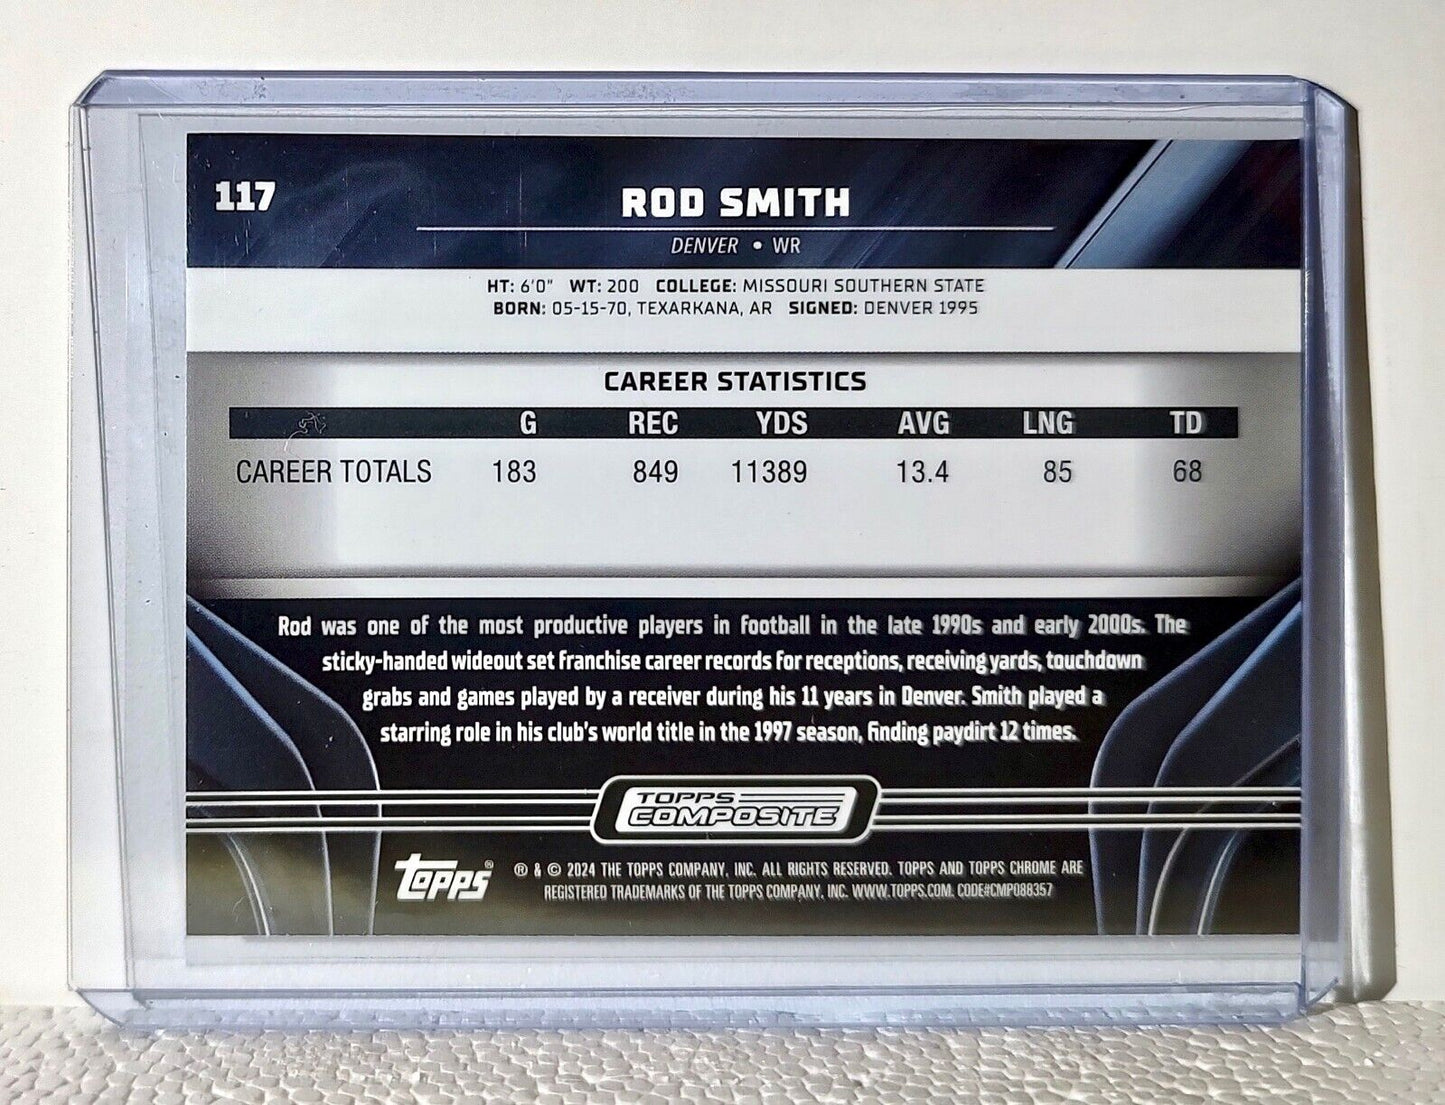 117
ROD SMITH
DENVER • WR
HT: 6'0" WT: 200 COLLEGE: MISSOURI SOUTHERN STATE
BORN: 05-15-70, TEXARKANA, AR SIGNED: DENVER 1995
CAREER STATISTICS
G REC YDS AVG LNG TD
CAREER TOTALS 183 849 11389 13.4 85 68
Rod was one of the most productive players in football in the late 1990s and early 2000s. The
sticky-handed wideout set franchise career records for receptions, receiving yards, touchdown
grabs and games played by a receiver during his 11 years in Denver. Smith played a
starring role in his club's world title in the 1997 season, finding paydirt 12 times.
TOPPS
COMPOSITE
topps® ® & © 2024 THE TOPPS COMPANY, INC. ALL RIGHTS RESERVED. TOPPS AND TOPPS CHROME ARE
REGISTERED TRADEMARKS OF THE TOPPS COMPANY, INC. WWW.TOPPS.COM. CODE#CMP088357